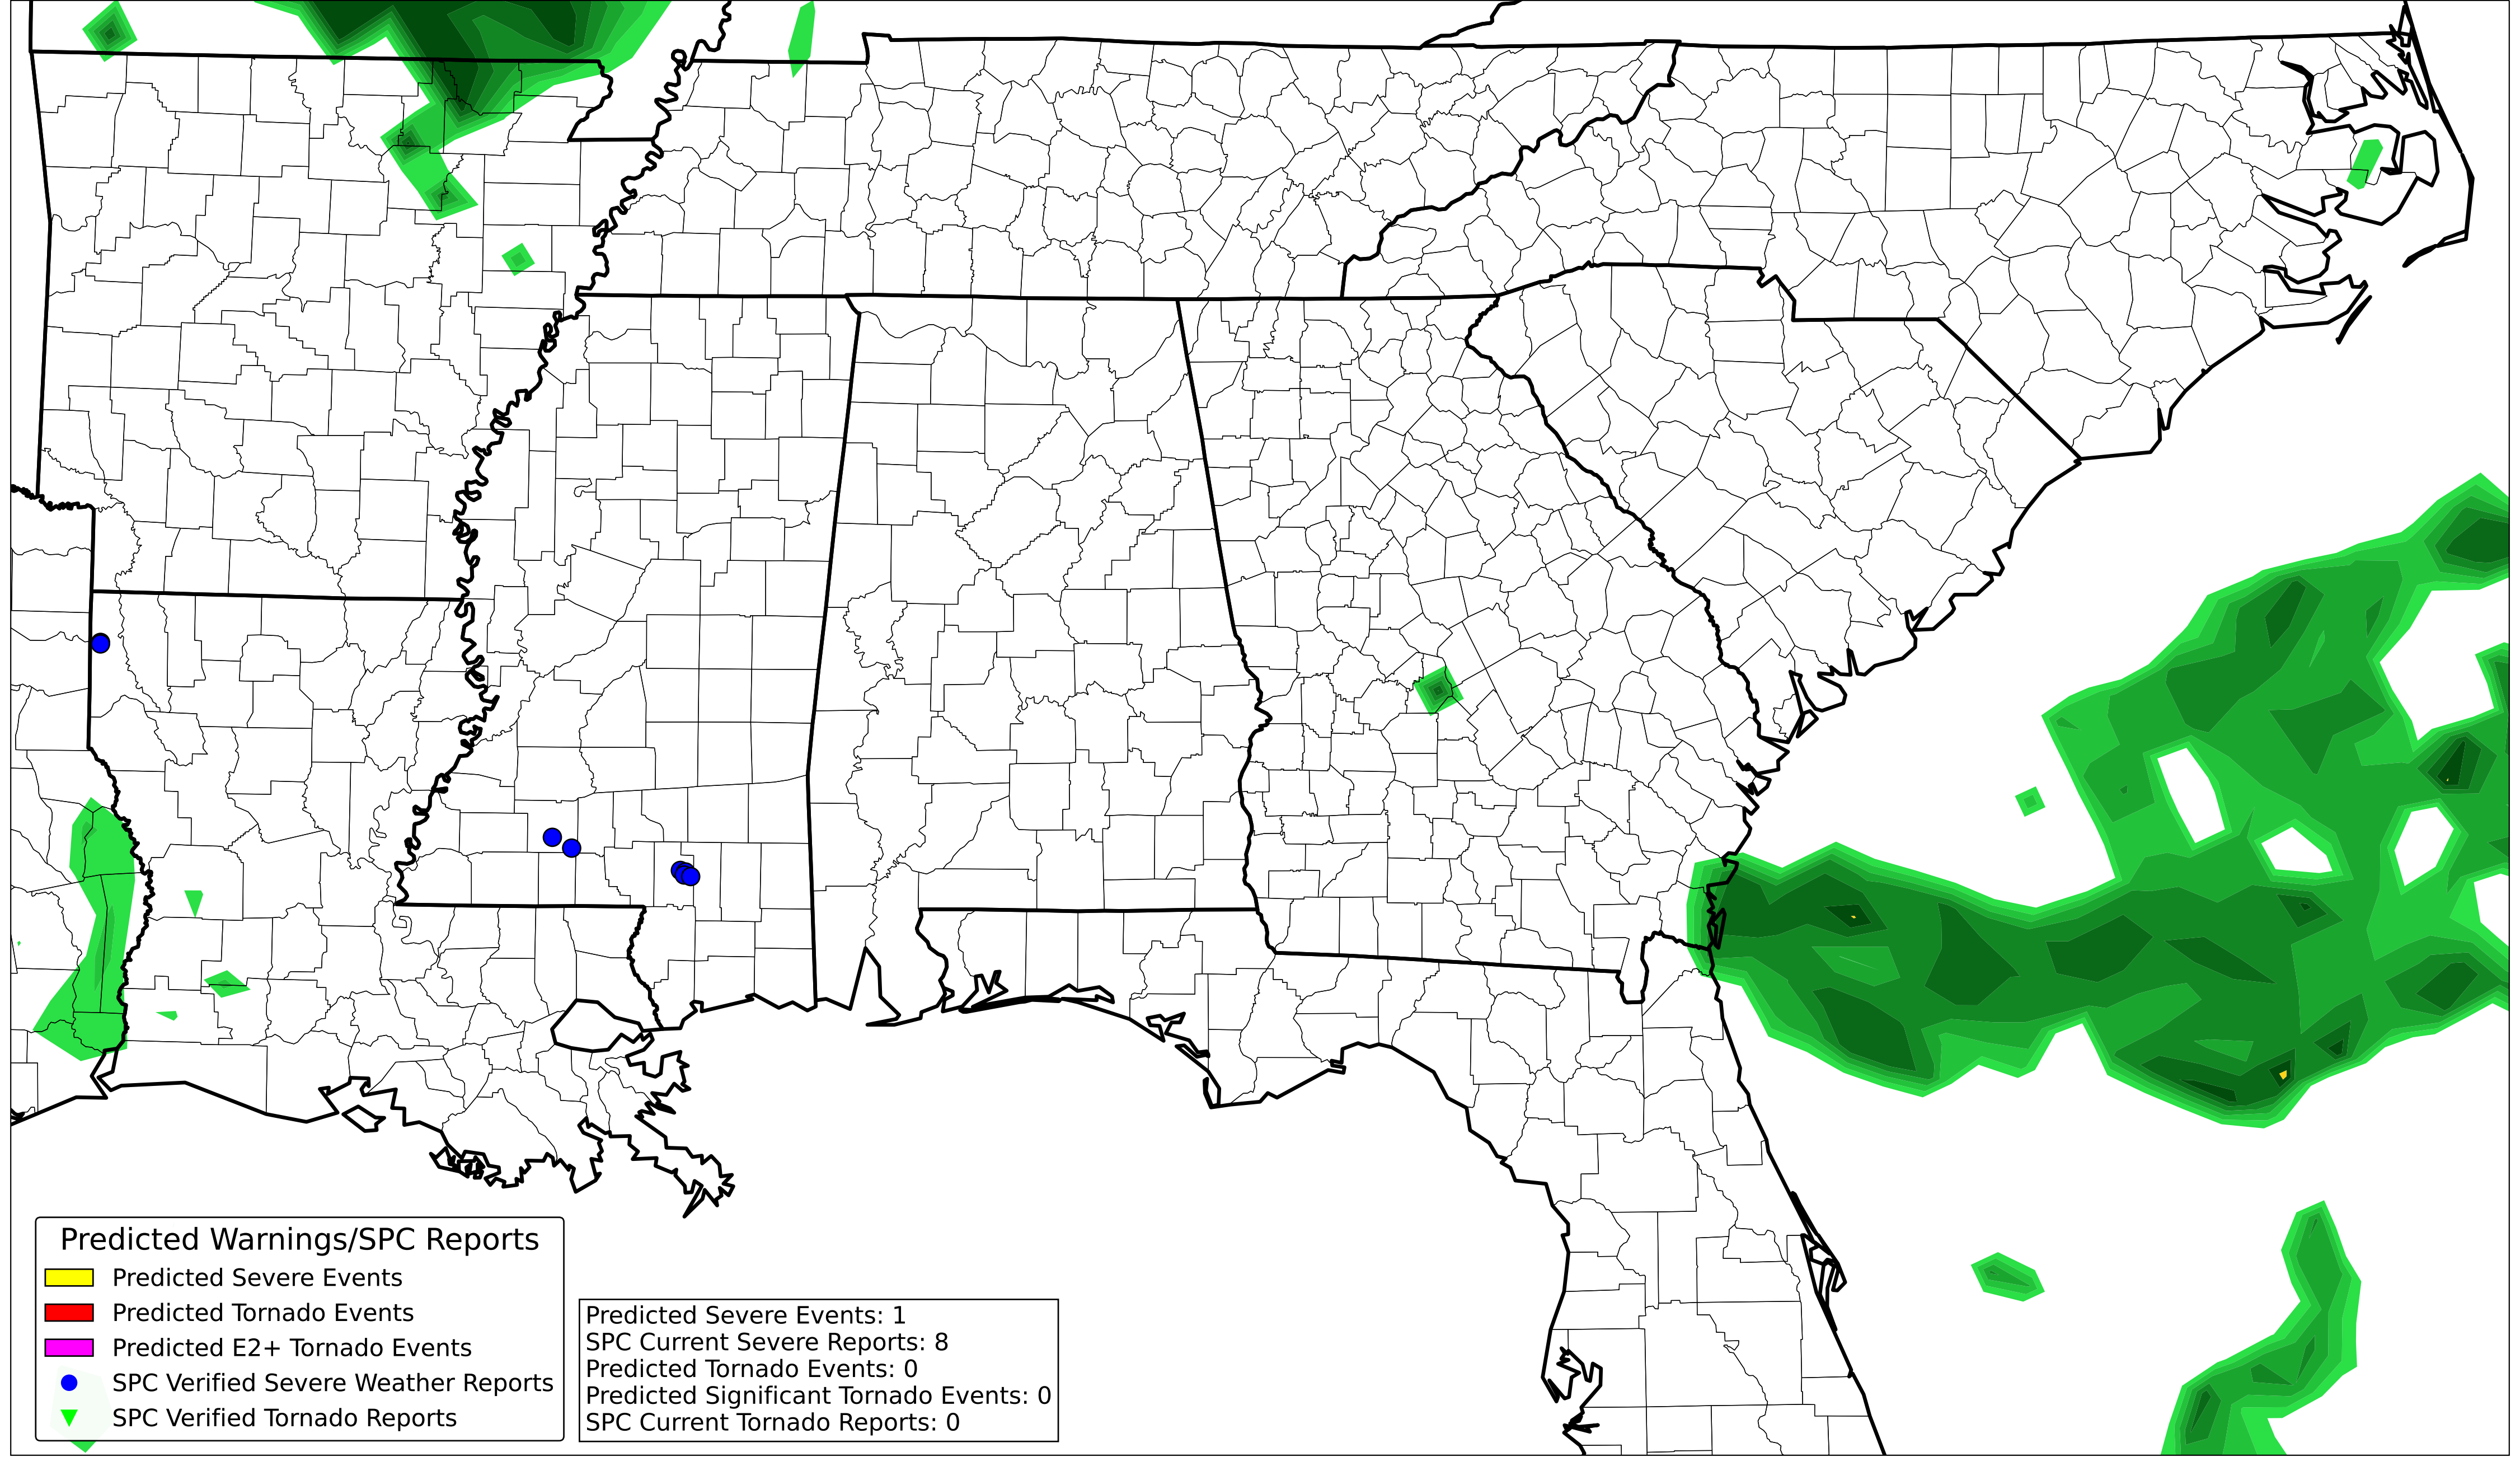 Predicted Warnings/SPC Reports
Predicted Severe Events
Predicted Tornado Events
Predicted E2+ Tornado Events
SPC Verified Severe Weather Reports
SPC Verified Tornado Reports
Predicted Severe Events: 1
SPC Current Severe Reports: 8
Predicted Tornado Events: 0
Predicted Significant Tornado Events: 0
SPC Current Tornado Reports: 0